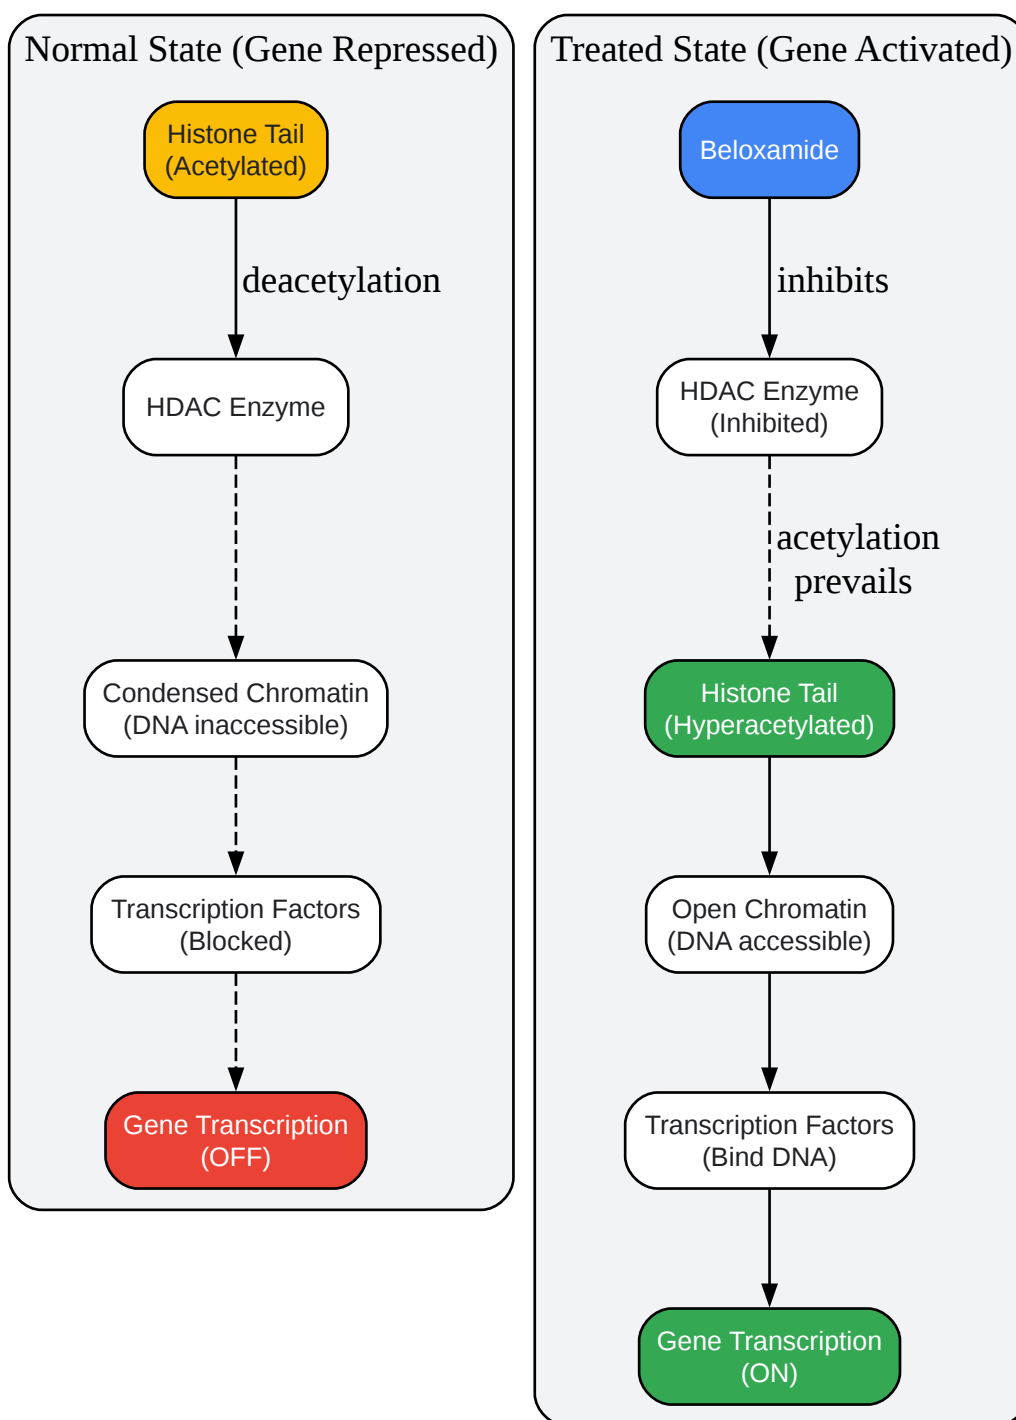 Normal State (Gene Repressed)
Histone Tail
(Acetylated)
deacetylation
HDAC Enzyme
Condensed Chromatin
(DNA inaccessible)
Transcription Factors
(Blocked)
Gene Transcription
(OFF)
Treated State (Gene Activated)
Beloxamide
inhibits
HDAC Enzyme
(Inhibited)
acetylation
prevails
Histone Tail
(Hyperacetylated)
Open Chromatin
(DNA accessible)
Transcription Factors
(Bind DNA)
Gene Transcription
(ON)